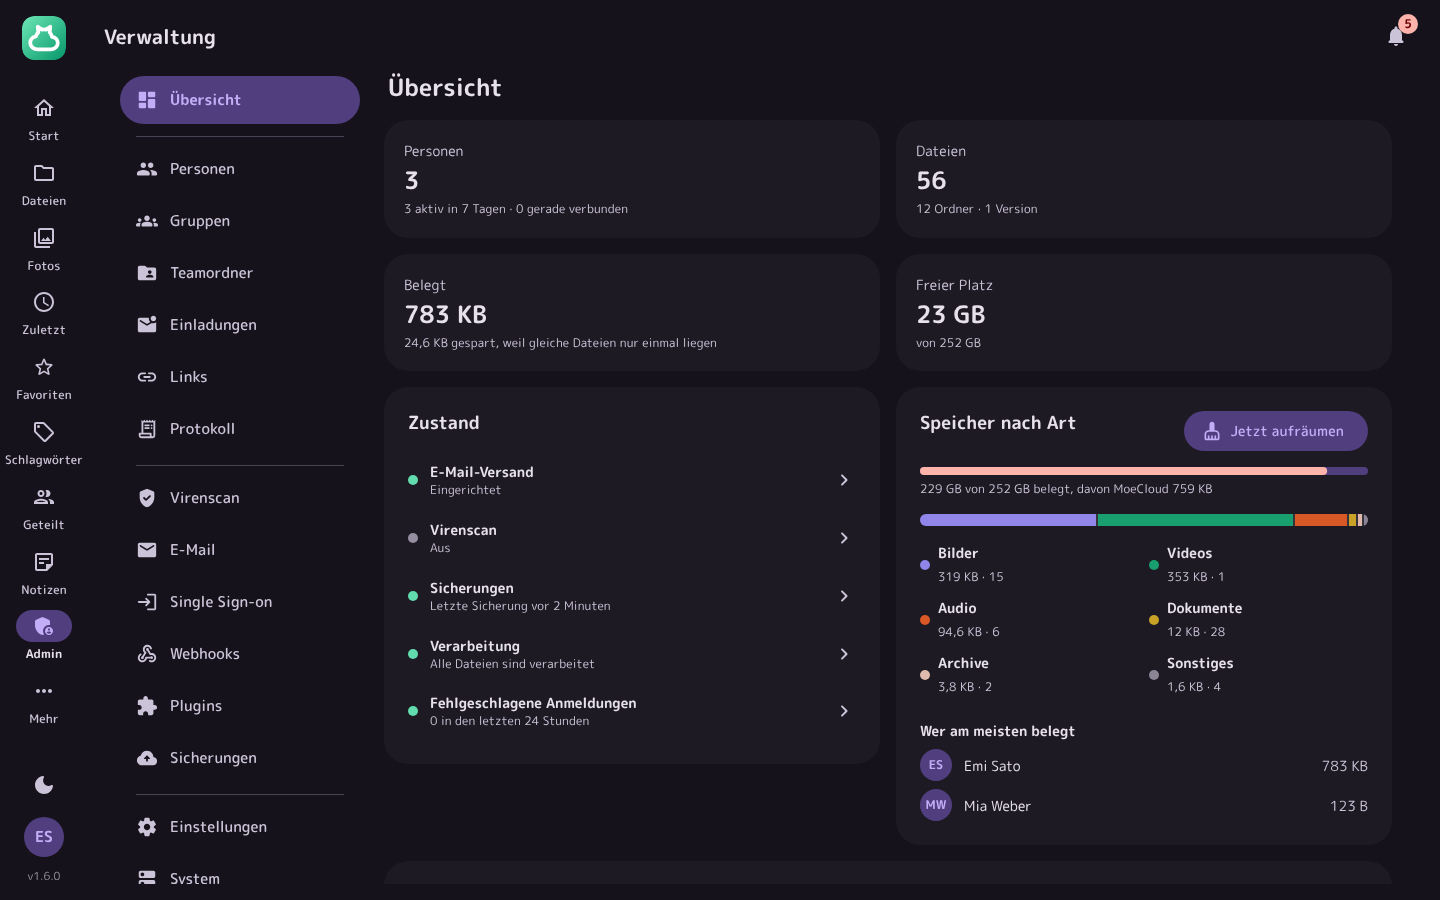 Verwaltung
5
Start
Dateien
Fotos
Zuletzt
Favoriten
Schlagwörter
Geteilt
Notizen
Admin
Mehr
ES
v1.6.0
Übersicht
Personen
Gruppen
Teamordner
Einladungen
Links
Protokoll
Virenscan
E-Mail
Single Sign-on
Webhooks
Plugins
Sicherungen
Einstellungen
System
Übersicht
Personen
3
3 aktiv in 7 Tagen · 0 gerade verbunden
Dateien
56
12 Ordner · 1 Version
Belegt
783 KB
24,6 KB gespart, weil gleiche Dateien nur einmal liegen
Freier Platz
23 GB
von 252 GB
Zustand
E-Mail-Versand
Eingerichtet
Virenscan
Aus
Sicherungen
Letzte Sicherung vor 2 Minuten
Verarbeitung
Alle Dateien sind verarbeitet
Fehlgeschlagene Anmeldungen
0 in den letzten 24 Stunden
Speicher nach Art
Jetzt aufräumen
229 GB von 252 GB belegt, davon MoeCloud 759 KB
Bilder
319 KB · 15
Videos
353 KB · 1
Audio
94,6 KB · 6
Dokumente
12 KB · 28
Archive
3,8 KB · 2
Sonstiges
1,6 KB · 4
Wer am meisten belegt
ES Emi Sato 783 KB
MW Mia Weber 123 B